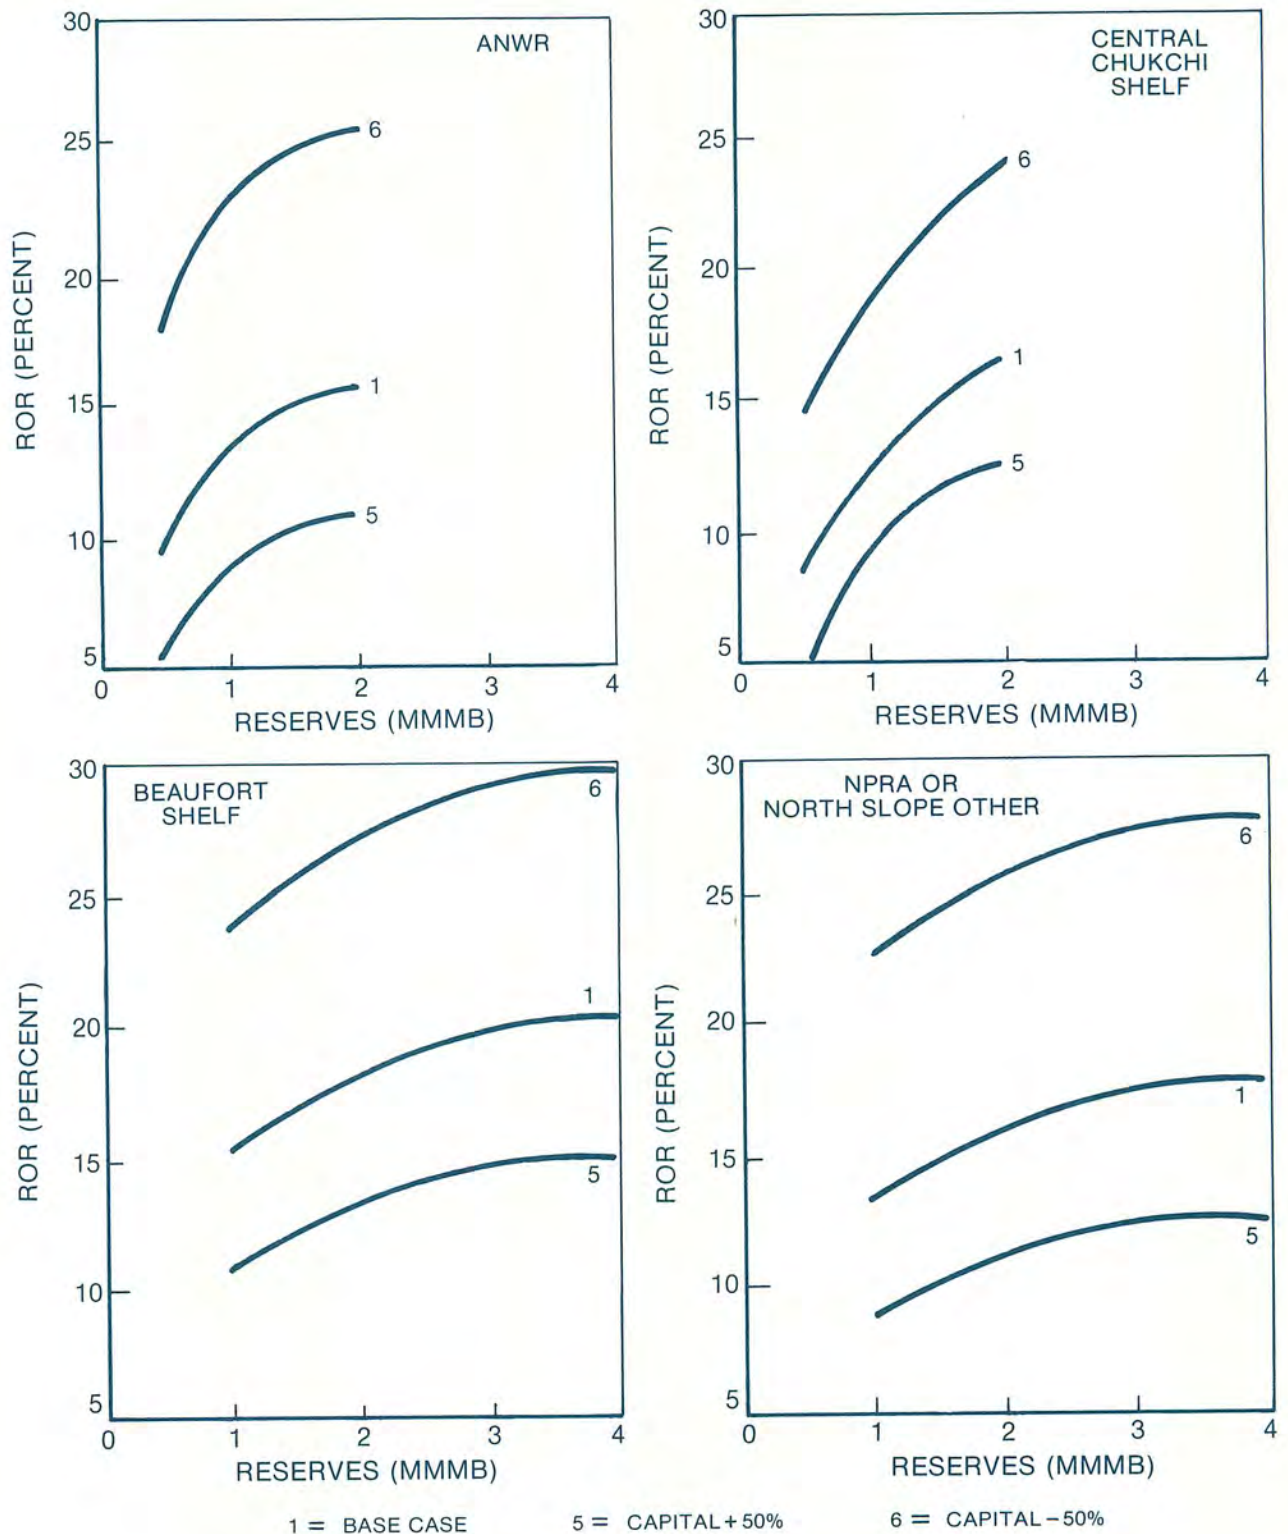 30
ANWR
25
6
20
15
1
10
5
5
0 1 2 3 4
ROR (PERCENT)
RESERVES (MMMB)
30
CENTRAL
CHUKCHI
SHELF
25
6
20
15
1
5
10
5
0 1 2 3 4
ROR (PERCENT)
RESERVES (MMMB)
30
BEAUFORT
SHELF
6
25
20
1
15
5
10
5
0 1 2 3 4
ROR (PERCENT)
RESERVES (MMMB)
30
NPRA OR
NORTH SLOPE OTHER
6
25
20
1
15
5
10
5
0 1 2 3 4
ROR (PERCENT)
RESERVES (MMMB)
1 = BASE CASE 5 = CAPITAL+50% 6 = CAPITAL-50%